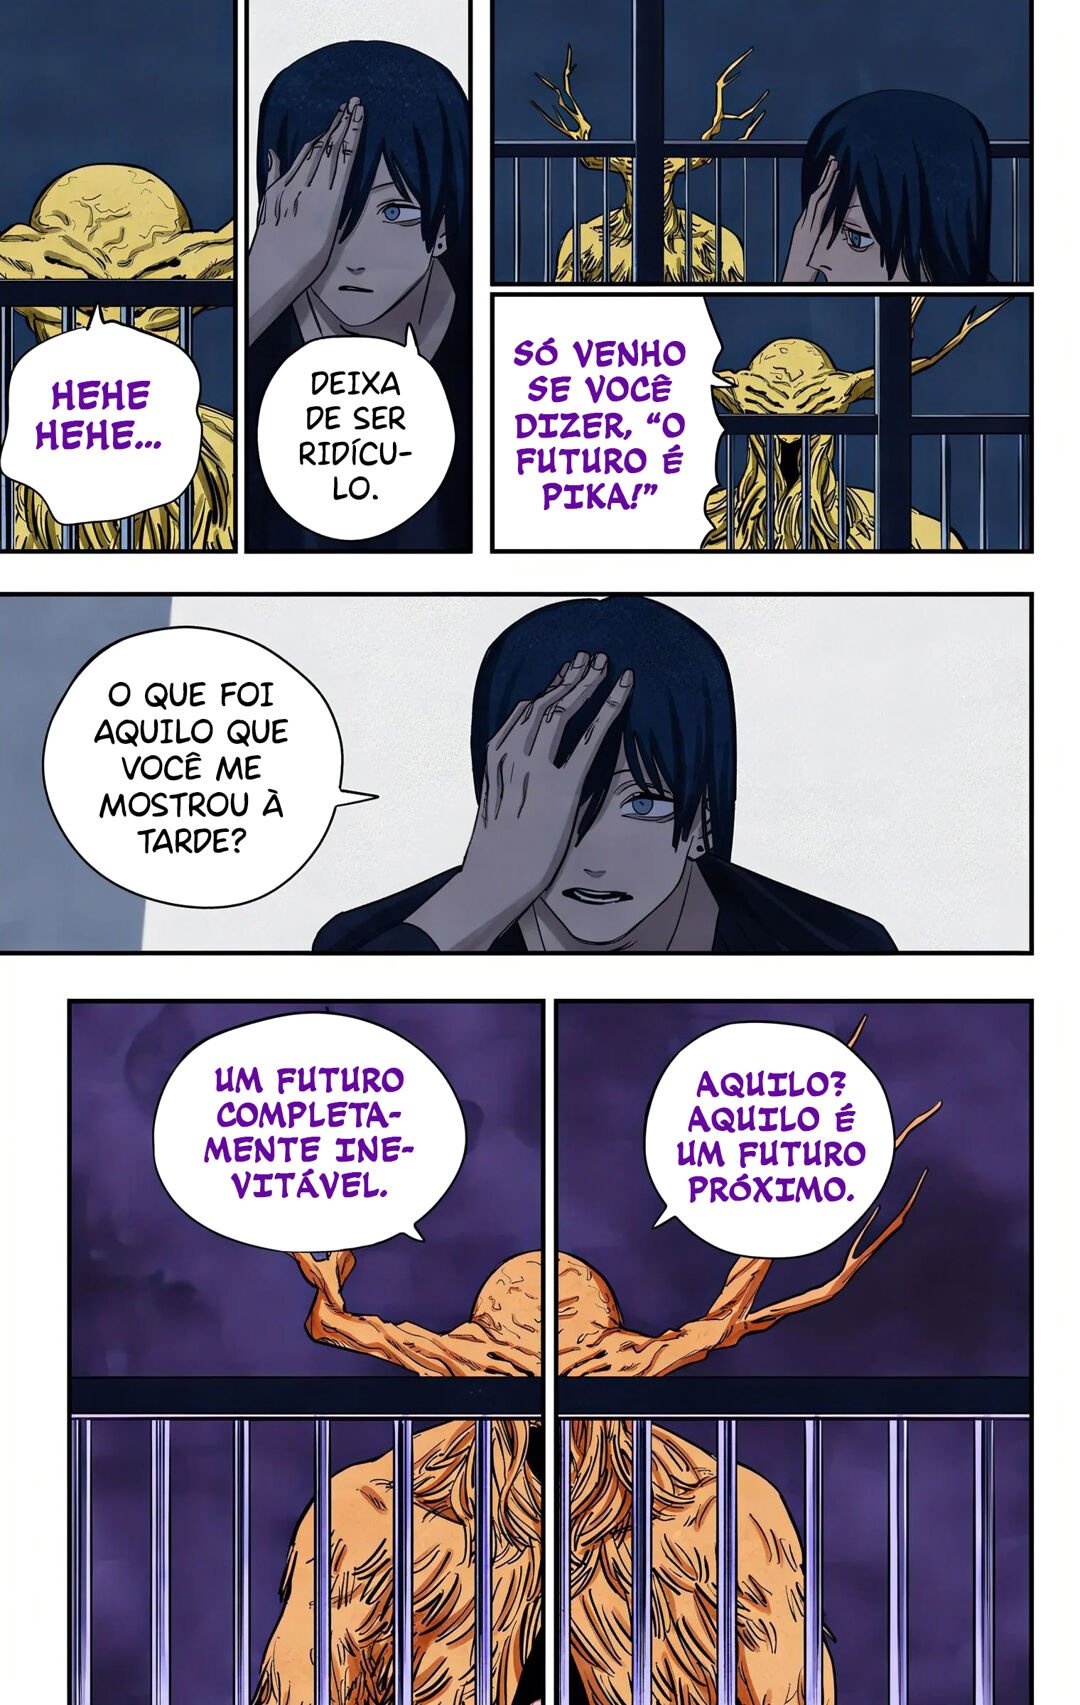 SÓ VENHO
SE VOCÊ
DIZER, “O
FUTURO É
PIKA!”
DEIXA
DE SER
RIDÍCU-
LO.
HEHE
HEHE...
O QUE FOI
AQUILO QUE
VOCÊ ME
MOSTROU À
TARDE?
AQUILO?
AQUILO É
UM FUTURO
PRÓXIMO.
UM FUTURO
COMPLETA-
MENTE INE-
VITÁVEL.